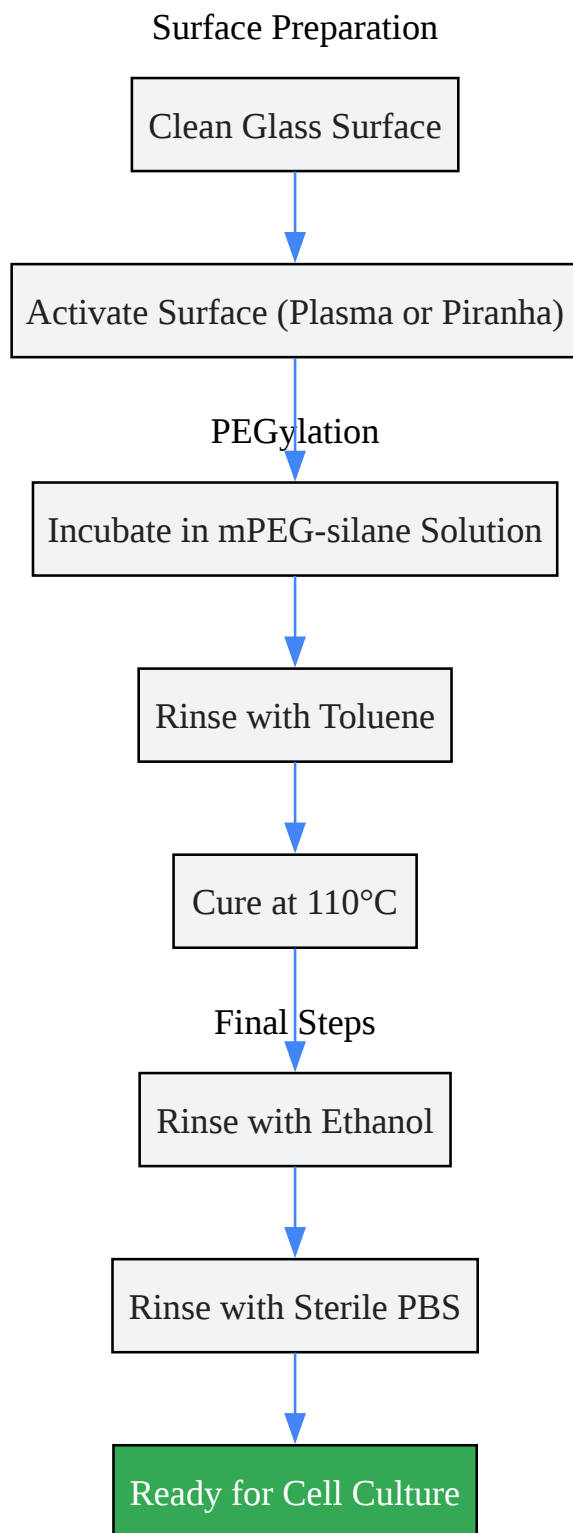 Surface Preparation
Clean Glass Surface
Activate Surface (Plasma or Piranha)
PEGylation
Incubate in mPEG-silane Solution
Rinse with Toluene
Cure at 110°C
Final Steps
Rinse with Ethanol
Rinse with Sterile PBS
Ready for Cell Culture